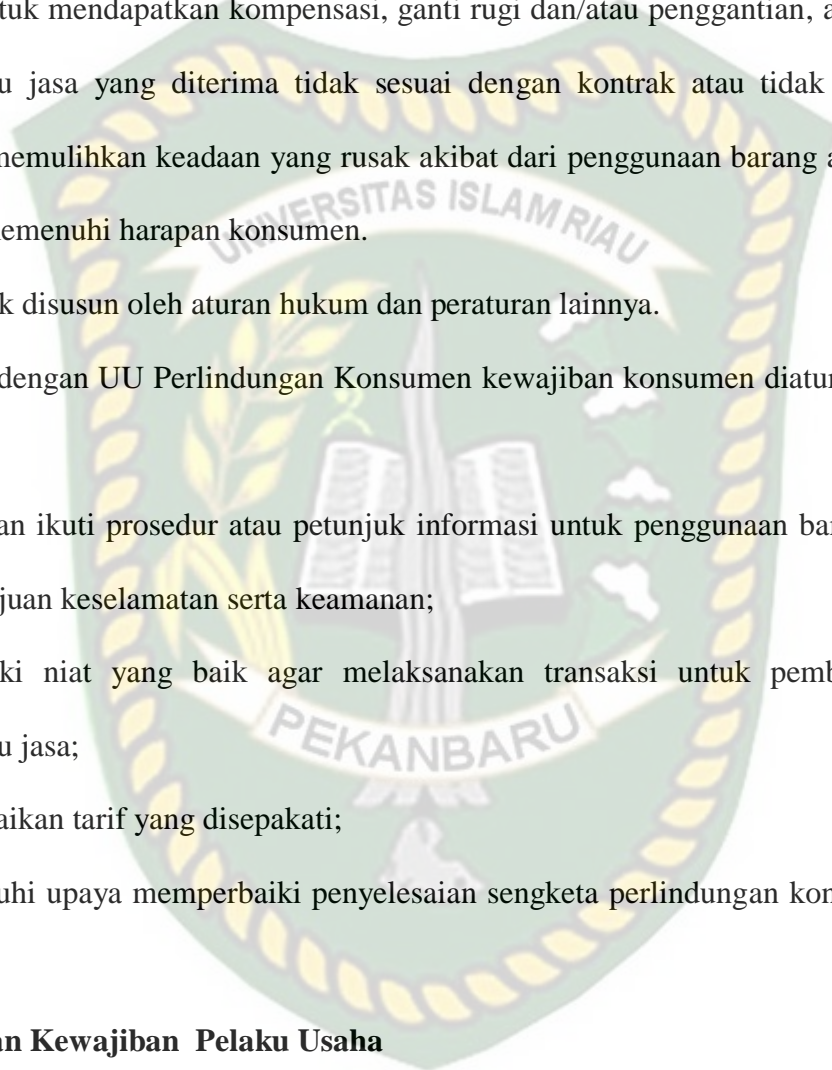 tuk mendapatkan kompensasi, ganti rugi dan/atau penggantian, a
u jasa yang diterima tidak sesuai dengan kontrak atau tidak
memulihkan keadaan yang rusak akibat dari penggunaan barang a
UNIVERSITAS ISLAM RIAU
emenuhi harapan konsumen.
k disusun oleh aturan hukum dan peraturan lainnya.
dengan UU Perlindungan Konsumen kewajiban konsumen diatur
an ikuti prosedur atau petunjuk informasi untuk penggunaan bar
juan keselamatan serta keamanan;
ki niat yang baik agar melaksanakan transaksi untuk pemb
PEKANBARU
u jasa;
aikan tarif yang disepakati;
uhi upaya memperbaiki penyelesaian sengketa perlindungan kon
an Kewajiban Pelaku Usaha